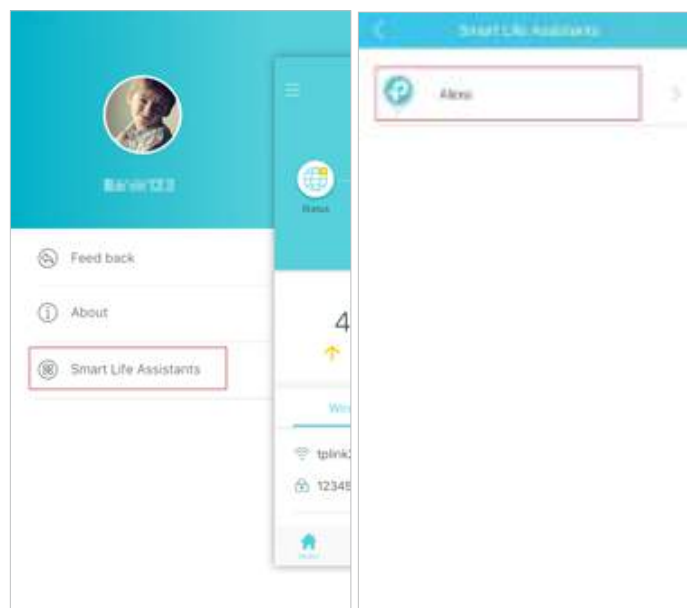 Feed back
About
Smart Life Assistants
Status
4
tplink
12345
Smart Life Assistants
Alexa